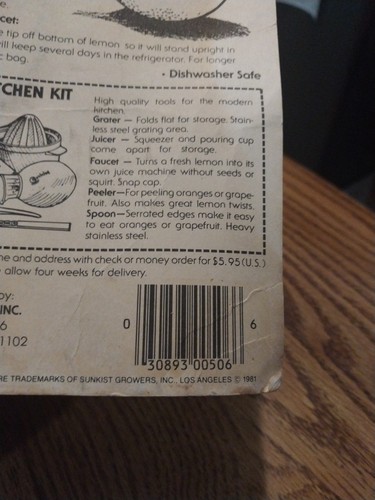 e.
cet:
e tip off bottom of lemon so it will stand upright in
ill keep several days in the refrigerator. For longer
c bag.
• Dishwasher Safe
TCHEN KIT
High quality tools for the modern
kitchen.
Grater — Folds flat for storage. Stain-
less steel grating area.
Juicer — Squeezer and pouring cup
come apart for storage.
Faucet — Turns a fresh lemon into its
own juice machine without seeds or
squirt. Snap cap.
Peeler—For peeling oranges or grape-
fruit. Also makes great lemon twists.
Spoon—Serrated edges make it easy
to eat oranges or grapefruit. Heavy
stainless steel.
me and address with check or money order for $5.95 (U.S.)
allow four weeks for delivery.
by:
INC.
6
1102
0 30893 00506 6
RE TRADEMARKS OF SUNKIST GROWERS, INC., LOS ANGELES © 1981